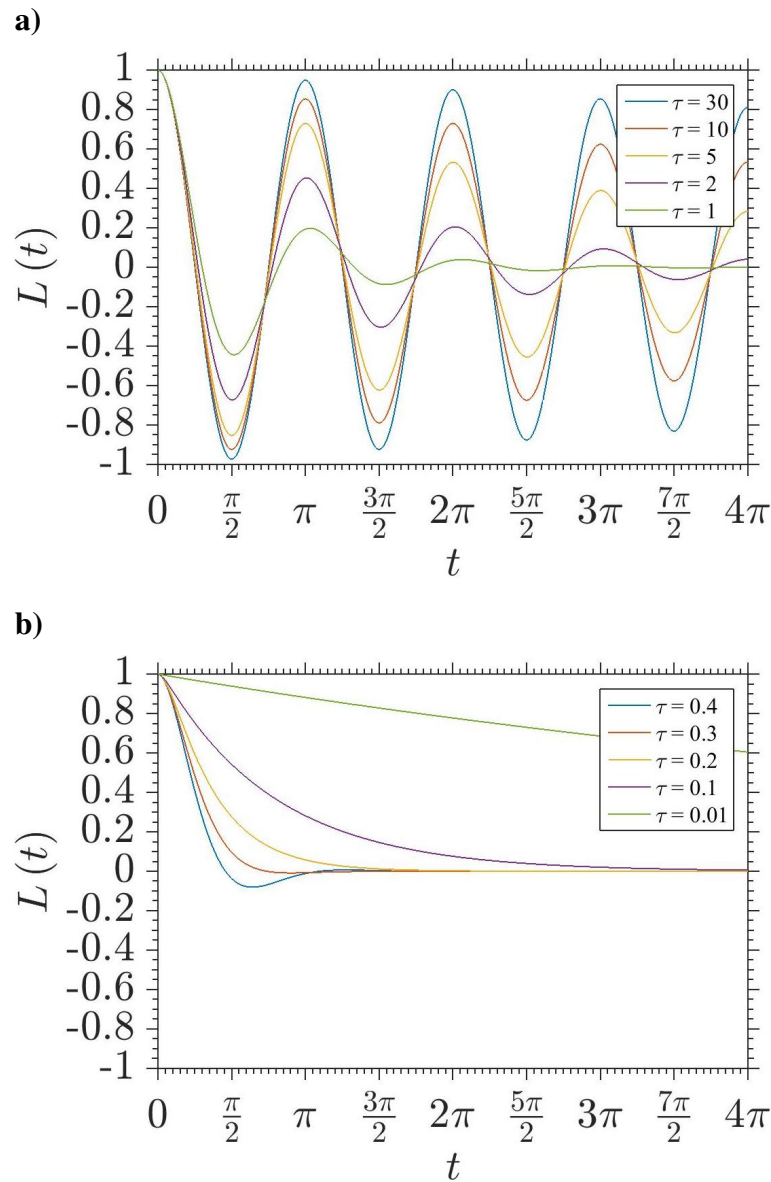 a)
1
0.8
0.6
0.4
0.2
0
-0.2
-0.4
-0.6
-0.8
-1
L(t)
τ = 30
τ = 10
τ = 5
τ = 2
τ = 1
0 π/2 π 3π/2 2π 5π/2 3π 7π/2 4π
t
b)
1
0.8
0.6
0.4
0.2
0
-0.2
-0.4
-0.6
-0.8
-1
L(t)
τ = 0.4
τ = 0.3
τ = 0.2
τ = 0.1
τ = 0.01
0 π/2 π 3π/2 2π 5π/2 3π 7π/2 4π
t